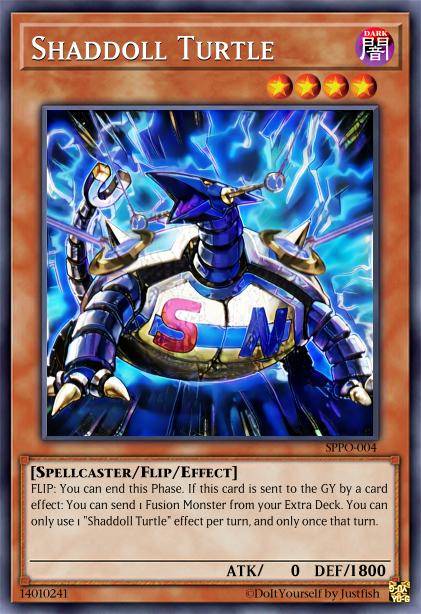 SHADDOLL TURTLE
DARK
闇
S N
SPPO-004
[SPELLCASTER/FLIP/EFFECT]
FLIP: You can end this Phase. If this card is sent to the GY by a card
effect: You can send 1 Fusion Monster from your Extra Deck. You can
only use 1 "Shaddoll Turtle" effect per turn, and only once that turn.
ATK/ 0 DEF/1800
14010241
©DoItYourself by Justfish